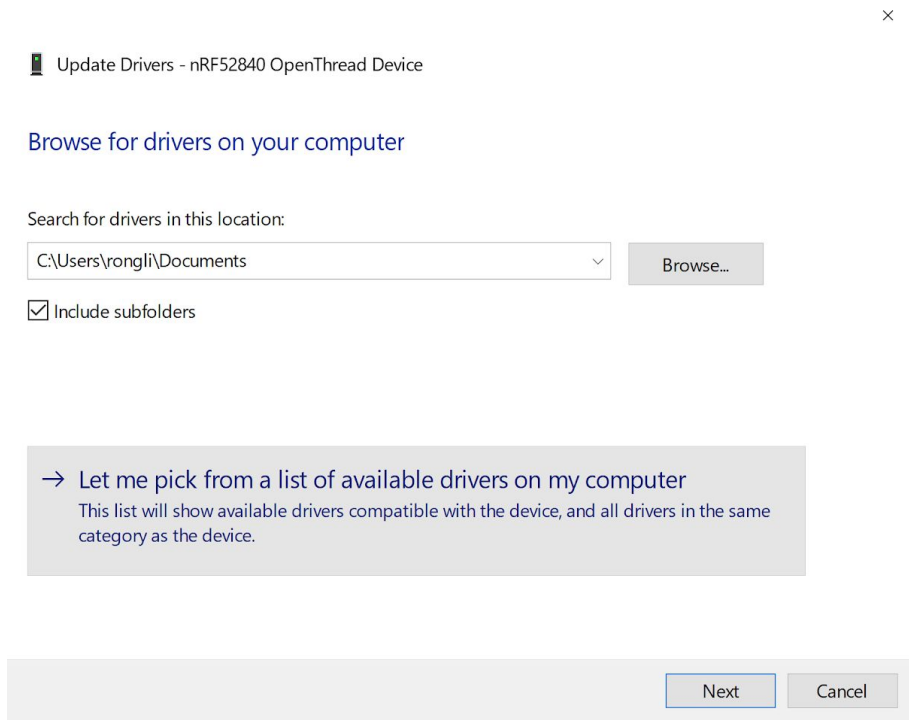 Update Drivers - nRF52840 OpenThread Device
Browse for drivers on your computer
Search for drivers in this location:
C:\Users\rongli\Documents
Browse...
Include subfolders
Let me pick from a list of available drivers on my computer
This list will show available drivers compatible with the device, and all drivers in the same
category as the device.
Next
Cancel